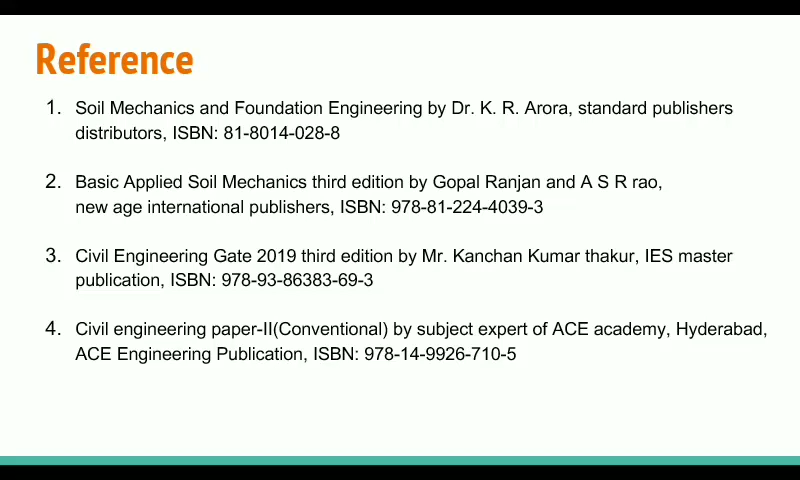 Reference
1. Soil Mechanics and Foundation Engineering by Dr. K. R. Arora, standard publishers
distributors, ISBN: 81-8014-028-8
2. Basic Applied Soil Mechanics third edition by Gopal Ranjan and A S R rao,
new age international publishers, ISBN: 978-81-224-4039-3
3. Civil Engineering Gate 2019 third edition by Mr. Kanchan Kumar thakur, IES master
publication, ISBN: 978-93-86383-69-3
4. Civil engineering paper-II(Conventional) by subject expert of ACE academy, Hyderabad,
ACE Engineering Publication, ISBN: 978-14-9926-710-5